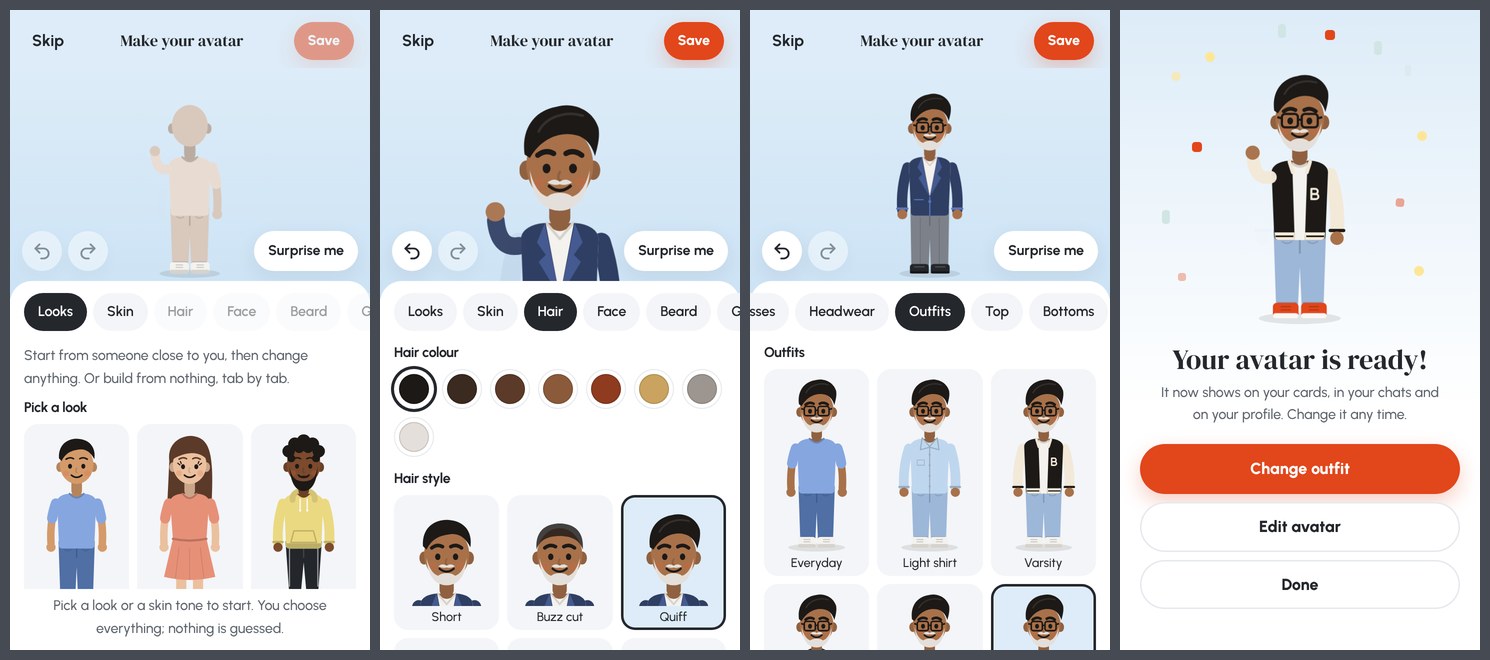 Skip
Make your avatar
Save
Surprise me
Looks
Skin
Hair
Face
Beard
G
Start from someone close to you, then change
anything. Or build from nothing, tab by tab.
Pick a look
Pick a look or a skin tone to start. You choose
everything; nothing is guessed.
Skip
Make your avatar
Save
Surprise me
Looks
Skin
Hair
Face
Beard
G
Hair colour
Hair style
Short
Buzz cut
Quiff
Skip
Make your avatar
Save
Surprise me
sses
Headwear
Outfits
Top
Bottoms
Outfits
B
Everyday
Light shirt
Varsity
B
Your avatar is ready!
It now shows on your cards, in your chats and
on your profile. Change it any time.
Change outfit
Edit avatar
Done